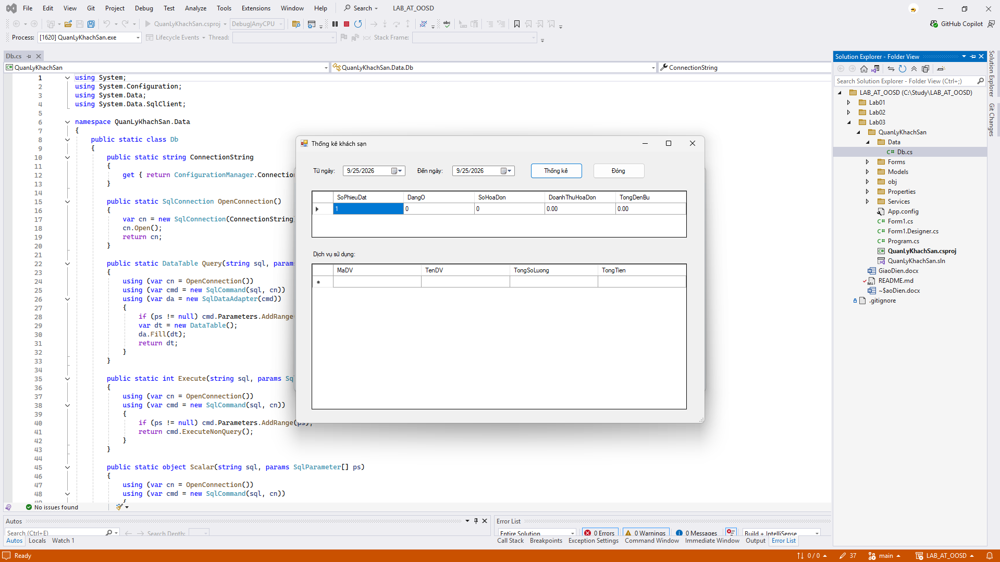 File Edit View Git Project Debug Test Analyze Tools Extensions Window Help Search LAB_AT_OOSD
QuanLyKhachSan.csproj Debug|AnyCPU GitHub Copilot
Process: [1620] QuanLyKhachSan.exe Lifecycle Events Thread: Stack Frame:
Db.cs
QuanLyKhachSan QuanLyKhachSan.Data.Db ConnectionString
1 using System;
2 using System.Configuration;
3 using System.Data;
4 using System.Data.SqlClient;
5
6 namespace QuanLyKhachSan.Data
7 {
8 public static class Db
9 {
10 public static string ConnectionString
11 {
12 get { return ConfigurationManager.Connection
13 }
14
15 public static SqlConnection OpenConnection()
16 {
17 var cn = new SqlConnection(ConnectionString
18 cn.Open();
19 return cn;
20 }
21
22 public static DataTable Query(string sql, params
23 {
24 using (var cn = OpenConnection())
25 using (var cmd = new SqlCommand(sql, cn))
26 using (var da = new SqlDataAdapter(cmd))
27 {
28 if (ps != null) cmd.Parameters.AddRange
29 var dt = new DataTable();
30 da.Fill(dt);
31 return dt;
32 }
33 }
34
35 public static int Execute(string sql, params Sq
36 {
37 using (var cn = OpenConnection())
38 using (var cmd = new SqlCommand(sql, cn))
39 {
40 if (ps != null) cmd.Parameters.AddRange(ps);
41 return cmd.ExecuteNonQuery();
42 }
43 }
44
45 public static object Scalar(string sql, params SqlParameter[] ps)
46 {
47 using (var cn = OpenConnection())
48 using (var cmd = new SqlCommand(sql, cn))
{
Thống kê khách sạn
Từ ngày: 9/25/2026 Đến ngày: 9/25/2026 Thống kê Đóng
SoPhieuDat DangO SoHoaDon DoanhThuHoaDon TongDenBu
1 0 0 0.00 0.00
Dịch vụ sử dụng:
MaDV TenDV TongSoLuong TongTien
Solution Explorer - Folder View
Search Solution Explorer - Folder View (Ctrl+;)
LAB_AT_OOSD (C:\Study\LAB_AT_OOSD)
Lab01
Lab02
Lab03
QuanLyKhachSan
Data
C# Db.cs
Forms
Models
obj
Properties
Services
App.config
C# Form1.cs
C# Form1.Designer.cs
C# Program.cs
QuanLyKhachSan.csproj
QuanLyKhachSan.sln
GiaoDien.docx
README.md
~$aoDien.docx
.gitignore
Solution Explorer
Git Changes
No issues found
Autos
Search (Ctrl+E) Search Depth:
Autos Locals Watch 1
Error List
Entire Solution 0 Errors 0 Warnings 0 Messages Build + IntelliSense
Call Stack Breakpoints Exception Settings Command Window Immediate Window Output Error List
Ready 0 / 0 37 main LAB_AT_OOSD